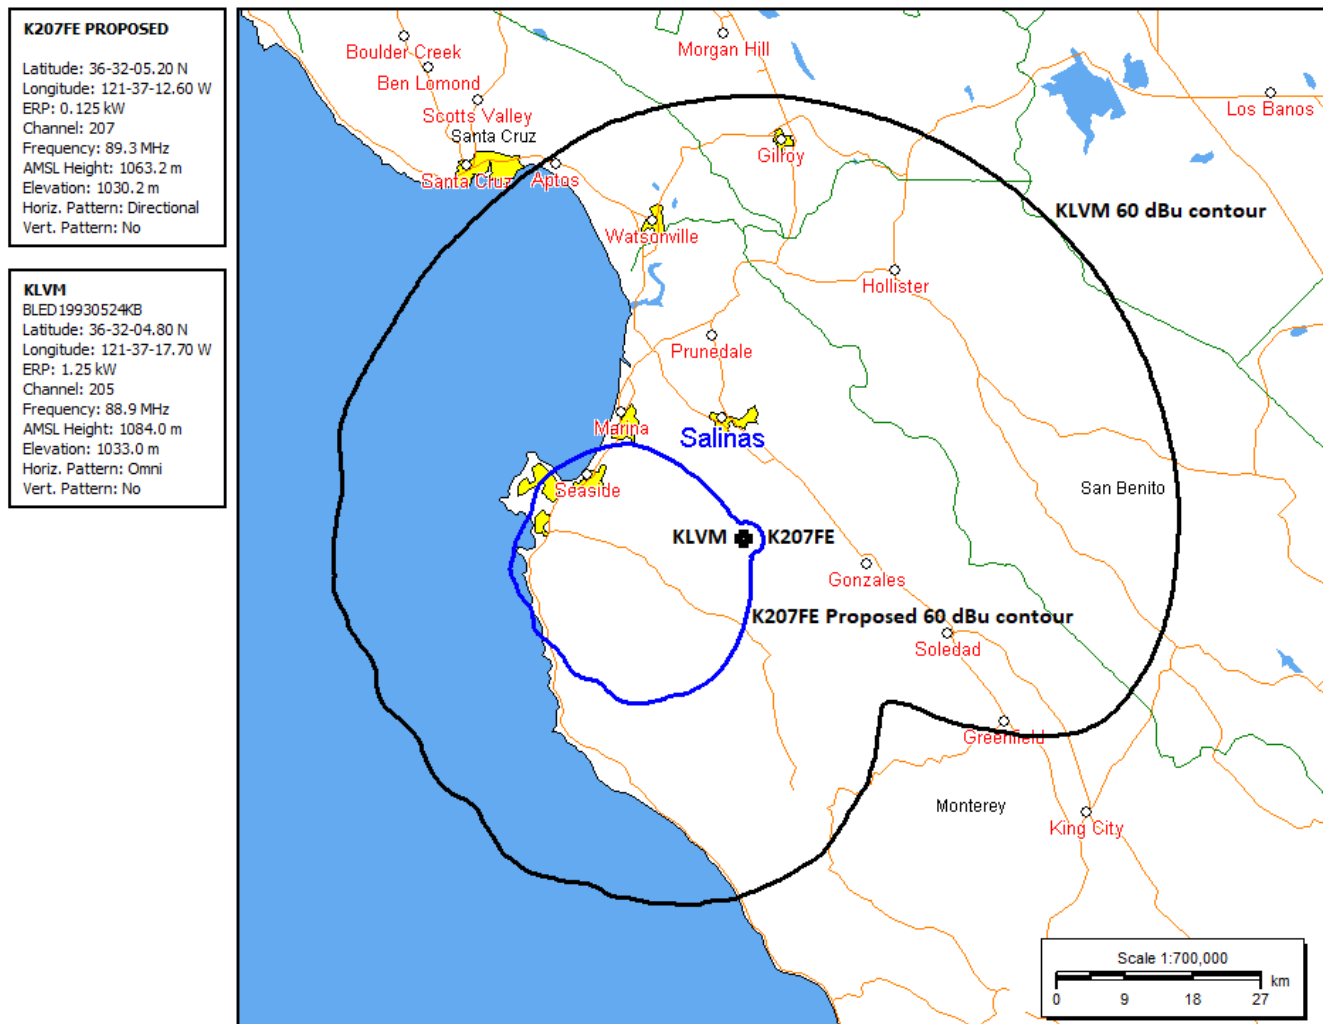 K207FE PROPOSED
Latitude: 36-32-05.20 N
Longitude: 121-37-12.60 W
ERP: 0.125 kW
Channel: 207
Frequency: 89.3 MHz
AMSL Height: 1063.2 m
Elevation: 1030.2 m
Horiz. Pattern: Directional
Vert. Pattern: No
KLVM
BLED19930524KB
Latitude: 36-32-04.80 N
Longitude: 121-37-17.70 W
ERP: 1.25 kW
Channel: 205
Frequency: 88.9 MHz
AMSL Height: 1084.0 m
Elevation: 1033.0 m
Horiz. Pattern: Omni
Vert. Pattern: No
Boulder Creek
Morgan Hill
Ben Lomond
Los Banos
Scotts Valley
Santa Cruz
Gilroy
Santa Cruz
Aptos
KLVM 60 dBu contour
Watsonville
Hollister
Prunedale
Marina
Salinas
Seaside
San Benito
KLVM
K207FE
Gonzales
K207FE Proposed 60 dBu contour
Soledad
Greenfield
Monterey
King City
Scale 1:700,000
km
0 9 18 27